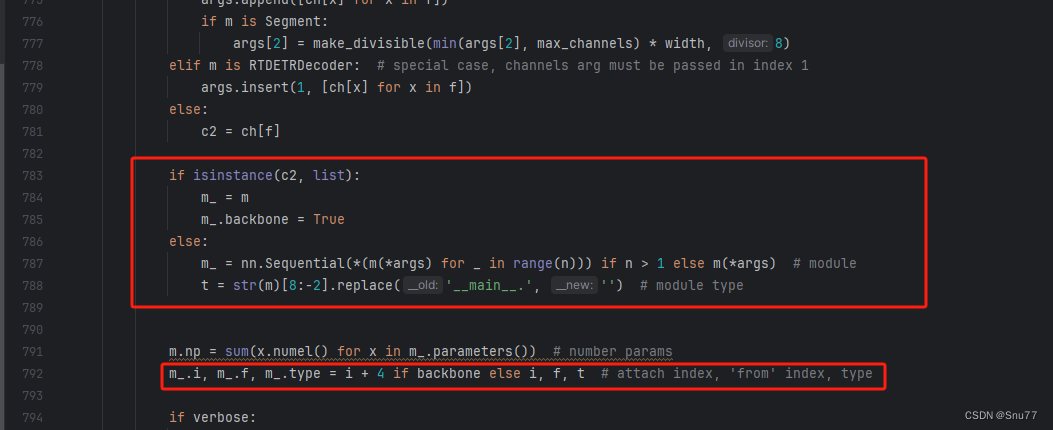 775 args.append([ch[x] for x in f])
776 if m is Segment:
777 args[2] = make_divisible(min(args[2], max_channels) * width, divisor: 8)
778 elif m is RTDETRDecoder:  # special case, channels arg must be passed in index 1
779 args.insert(1, [ch[x] for x in f])
780 else:
781 c2 = ch[f]
782
783 if isinstance(c2, list):
784 m_ = m
785 m_.backbone = True
786 else:
787 m_ = nn.Sequential(*(m(*args) for _ in range(n))) if n > 1 else m(*args)  # module
788 t = str(m)[8:-2].replace( __old: '__main__.', __new: '')  # module type
789
790
791 m.np = sum(x.numel() for x in m_.parameters())  # number params
792 m_.i, m_.f, m_.type = i + 4 if backbone else i, f, t  # attach index, 'from' index, type
793
794 if verbose:
CSDN @Snu77